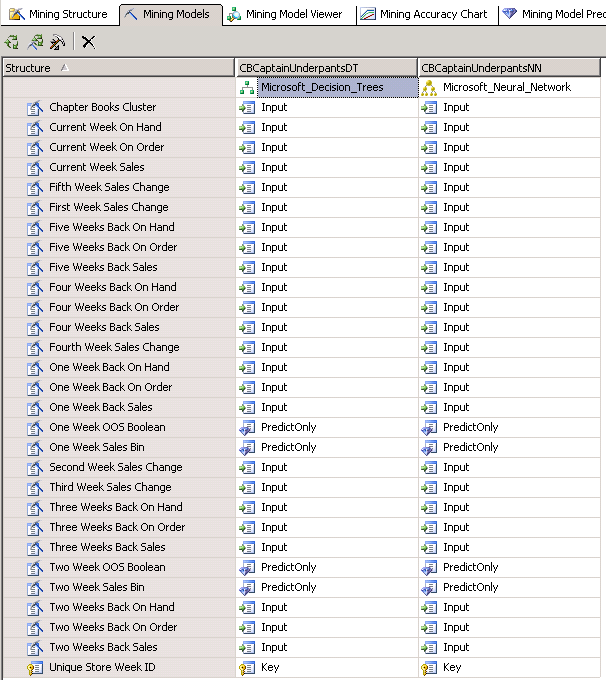 Mining Structure Mining Models Mining Model Viewer Mining Accuracy Chart Mining Model Prec
Structure CBCaptainUnderpantsDT CBCaptainUnderpantsNN
Microsoft_Decision_Trees Microsoft_Neural_Network
Chapter Books Cluster Input Input
Current Week On Hand Input Input
Current Week On Order Input Input
Current Week Sales Input Input
Fifth Week Sales Change Input Input
First Week Sales Change Input Input
Five Weeks Back On Hand Input Input
Five Weeks Back On Order Input Input
Five Weeks Back Sales Input Input
Four Weeks Back On Hand Input Input
Four Weeks Back On Order Input Input
Four Weeks Back Sales Input Input
Fourth Week Sales Change Input Input
One Week Back On Hand Input Input
One Week Back On Order Input Input
One Week Back Sales Input Input
One Week OOS Boolean PredictOnly PredictOnly
One Week Sales Bin PredictOnly PredictOnly
Second Week Sales Change Input Input
Third Week Sales Change Input Input
Three Weeks Back On Hand Input Input
Three Weeks Back On Order Input Input
Three Weeks Back Sales Input Input
Two Week OOS Boolean PredictOnly PredictOnly
Two Week Sales Bin PredictOnly PredictOnly
Two Weeks Back On Hand Input Input
Two Weeks Back On Order Input Input
Two Weeks Back Sales Input Input
Unique Store Week ID Key Key